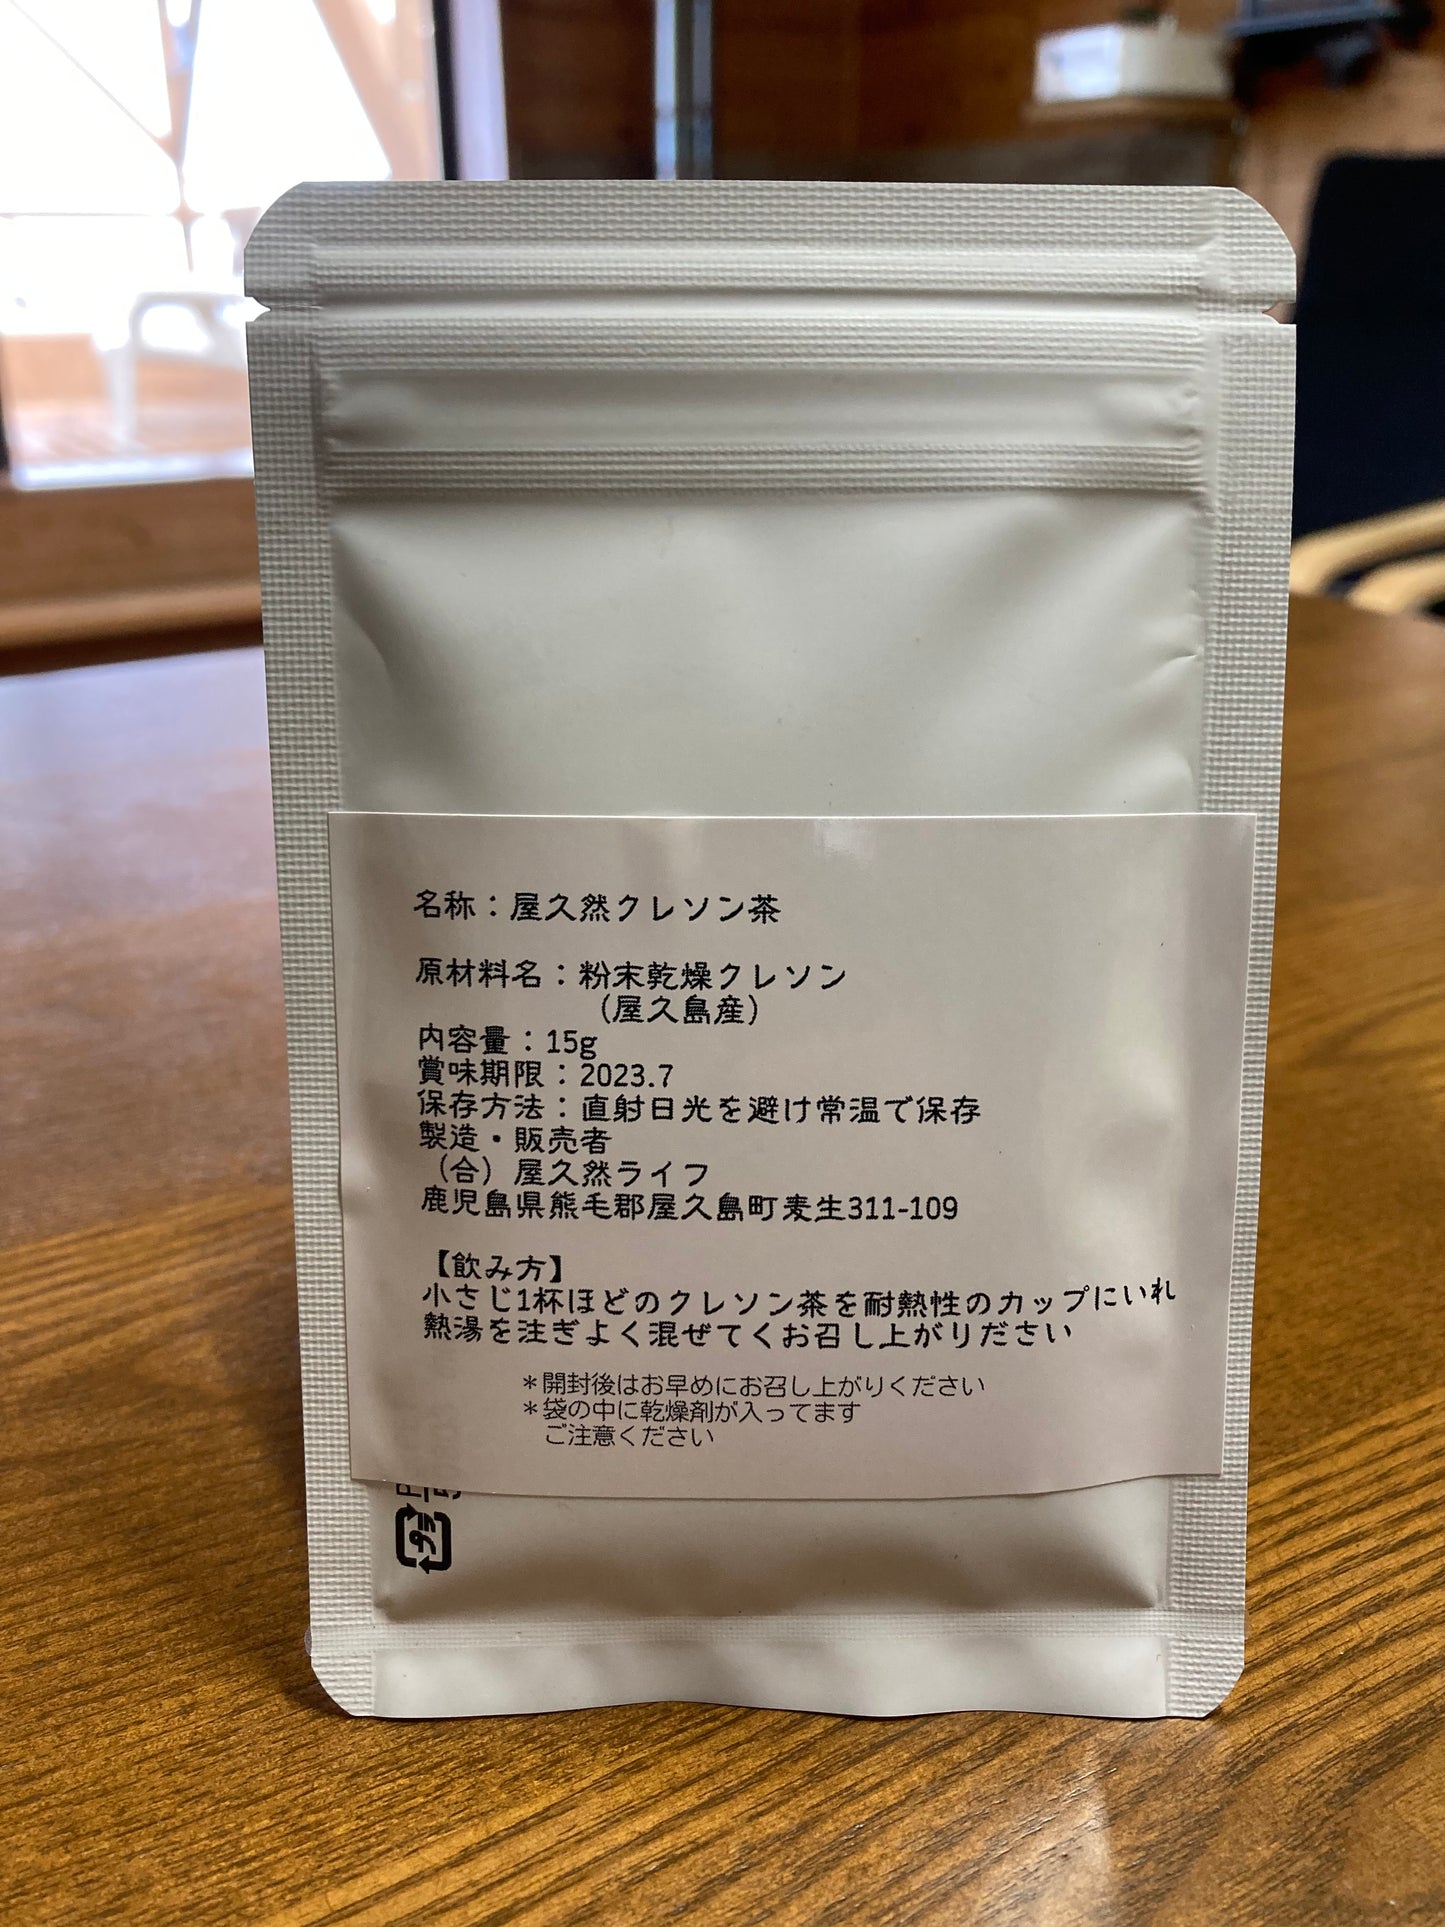 名称：屋久然クレソン茶
原材料名：粉末乾燥クレソン
（屋久島産）
内容量：15g
賞味期限：2023.7
保存方法：直射日光を避け常温で保存
製造・販売者
（合）屋久然ライフ
鹿児島県熊毛郡屋久島町麦生311-109
【飲み方】
小さじ1杯ほどのクレソン茶を耐熱性のカップにいれ
熱湯を注ぎよく混ぜてくお召し上がりださい
＊開封後はお早めにお召し上がりください
＊袋の中に乾燥剤が入ってます
ご注意ください
プラ